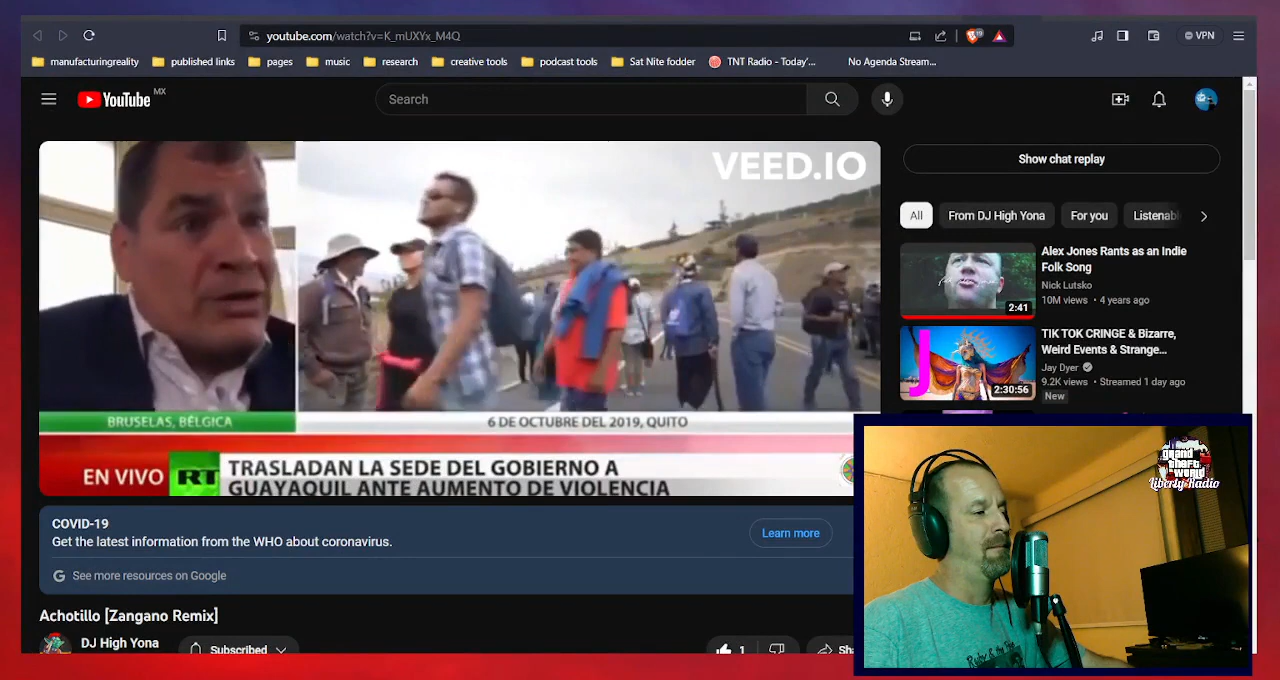 youtube.com/watch?v=K_mUXYx_M4Q
VPN
manufacturingreality
published links
pages
music
research
creative tools
podcast tools
Sat Nite fodder
TNT Radio - Today'...
No Agenda Stream...
YouTube MX
Search
VEED.IO
BRUSELAS, BÉLGICA
6 DE OCTUBRE DEL 2019, QUITO
EN VIVO
RT
TRASLADAN LA SEDE DEL GOBIERNO A
GUAYAQUIL ANTE AUMENTO DE VIOLENCIA
COVID-19
Get the latest information from the WHO about coronavirus.
Learn more
See more resources on Google
Achotillo [Zangano Remix]
DJ High Yona
Subscribed
1
Sha
Show chat replay
All
From DJ High Yona
For you
Listenab
Alex Jones Rants as an Indie
Folk Song
Nick Lutsko
10M views • 4 years ago
2:41
TIK TOK CRINGE & Bizarre,
Weird Events & Strange...
Jay Dyer
9.2K views • Streamed 1 day ago
New
2:30:56
grand
theft
world
Liberty Radio